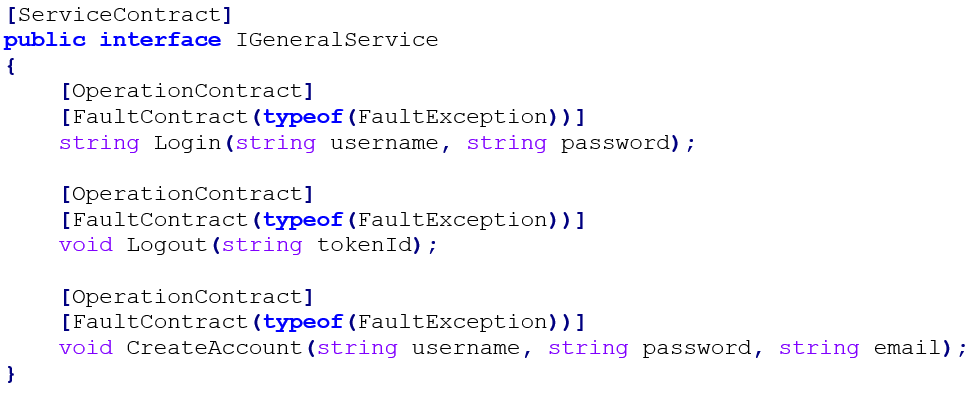 [ServiceContract]
public interface IGeneralService
{
    [OperationContract]
    [FaultContract(typeof(FaultException))]
    string Login(string username, string password);

    [OperationContract]
    [FaultContract(typeof(FaultException))]
    void Logout(string tokenId);

    [OperationContract]
    [FaultContract(typeof(FaultException))]
    void CreateAccount(string username, string password, string email);
}